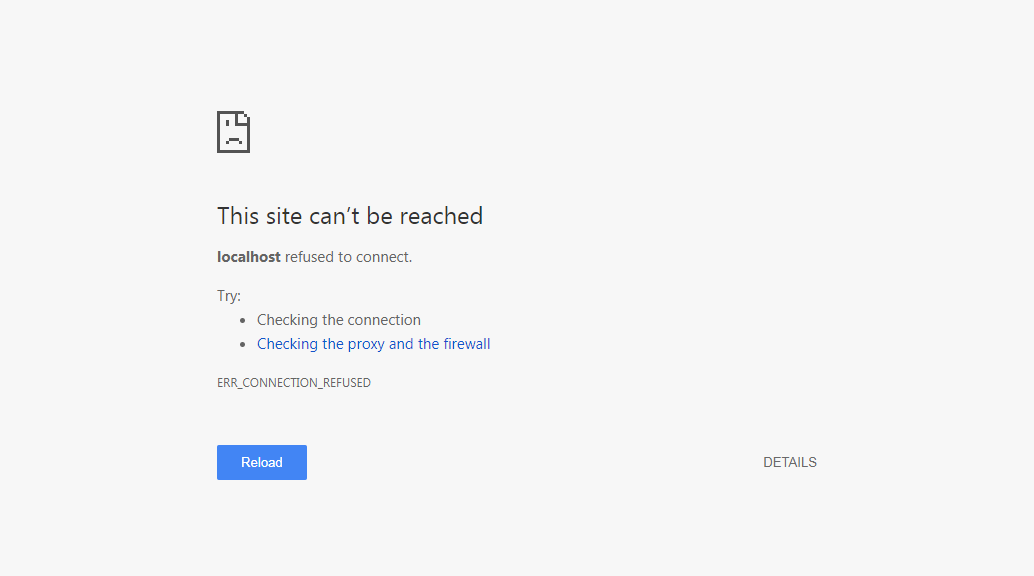 This site can’t be reached
localhost refused to connect.
Try:
• Checking the connection
• Checking the proxy and the firewall
ERR_CONNECTION_REFUSED
Reload
DETAILS